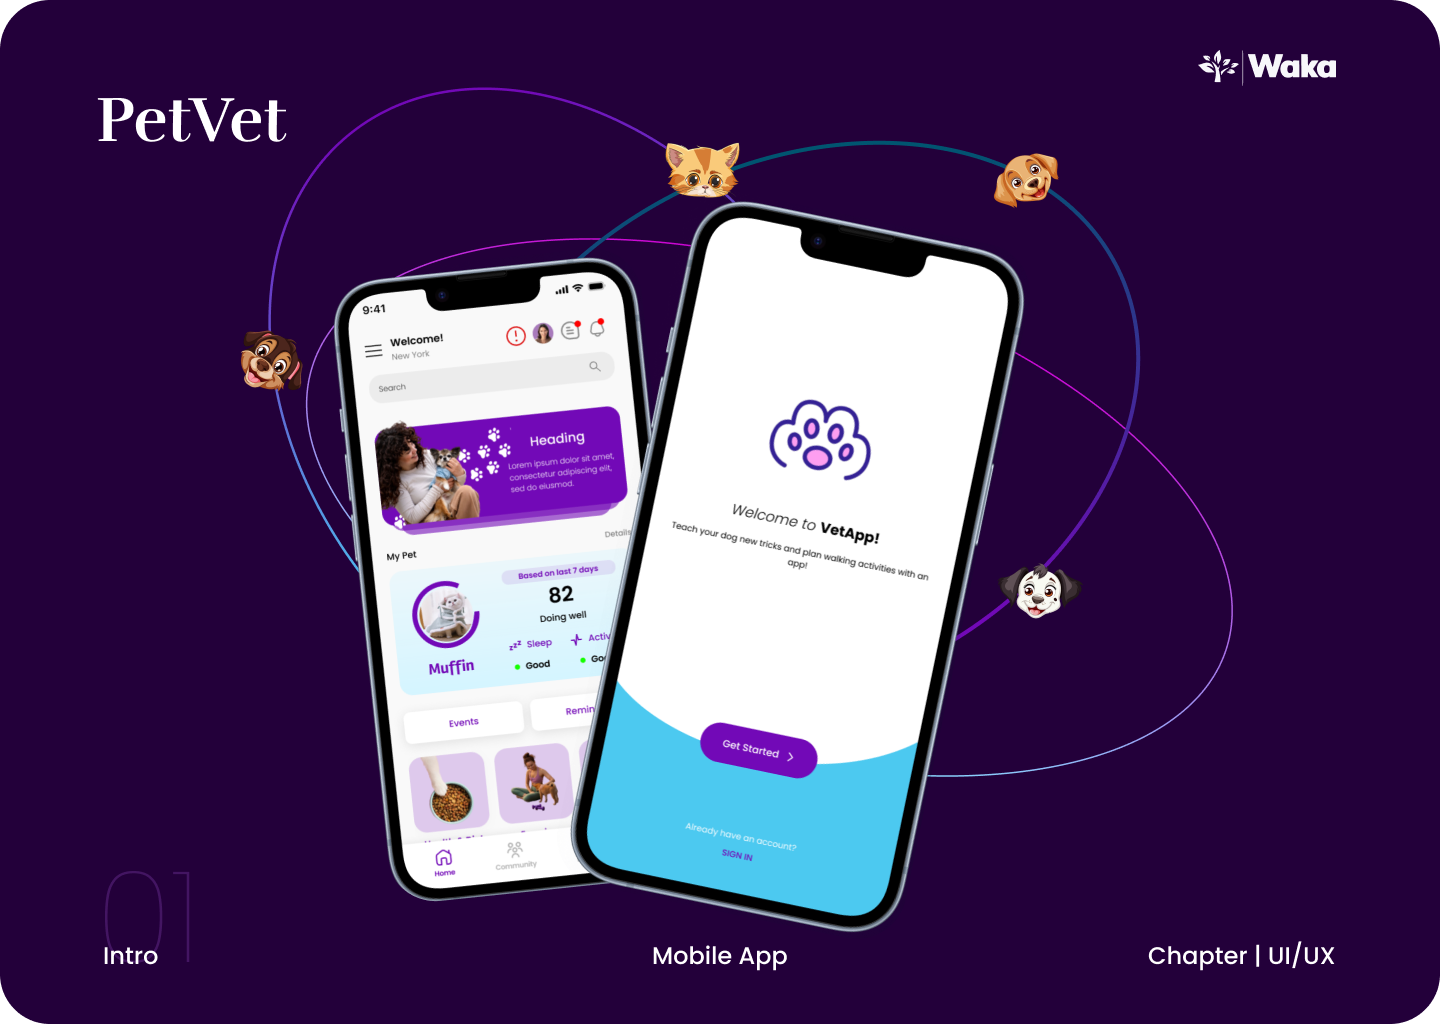 PetVet
Waka
9:41
Welcome!
New York
Search
Heading
Lorem ipsum dolor sit amet,
consectetur adipiscing elit,
sed do eiusmod.
My Pet
Details
Based on last 7 days
82
Doing well
Sleep
Good
Muffin
Events
Home
Community
Welcome to VetApp!
Teach your dog new tricks and plan walking activities with an
app!
Get Started
Already have an account?
SIGN IN
01
Intro
Mobile App
Chapter | UI/UX